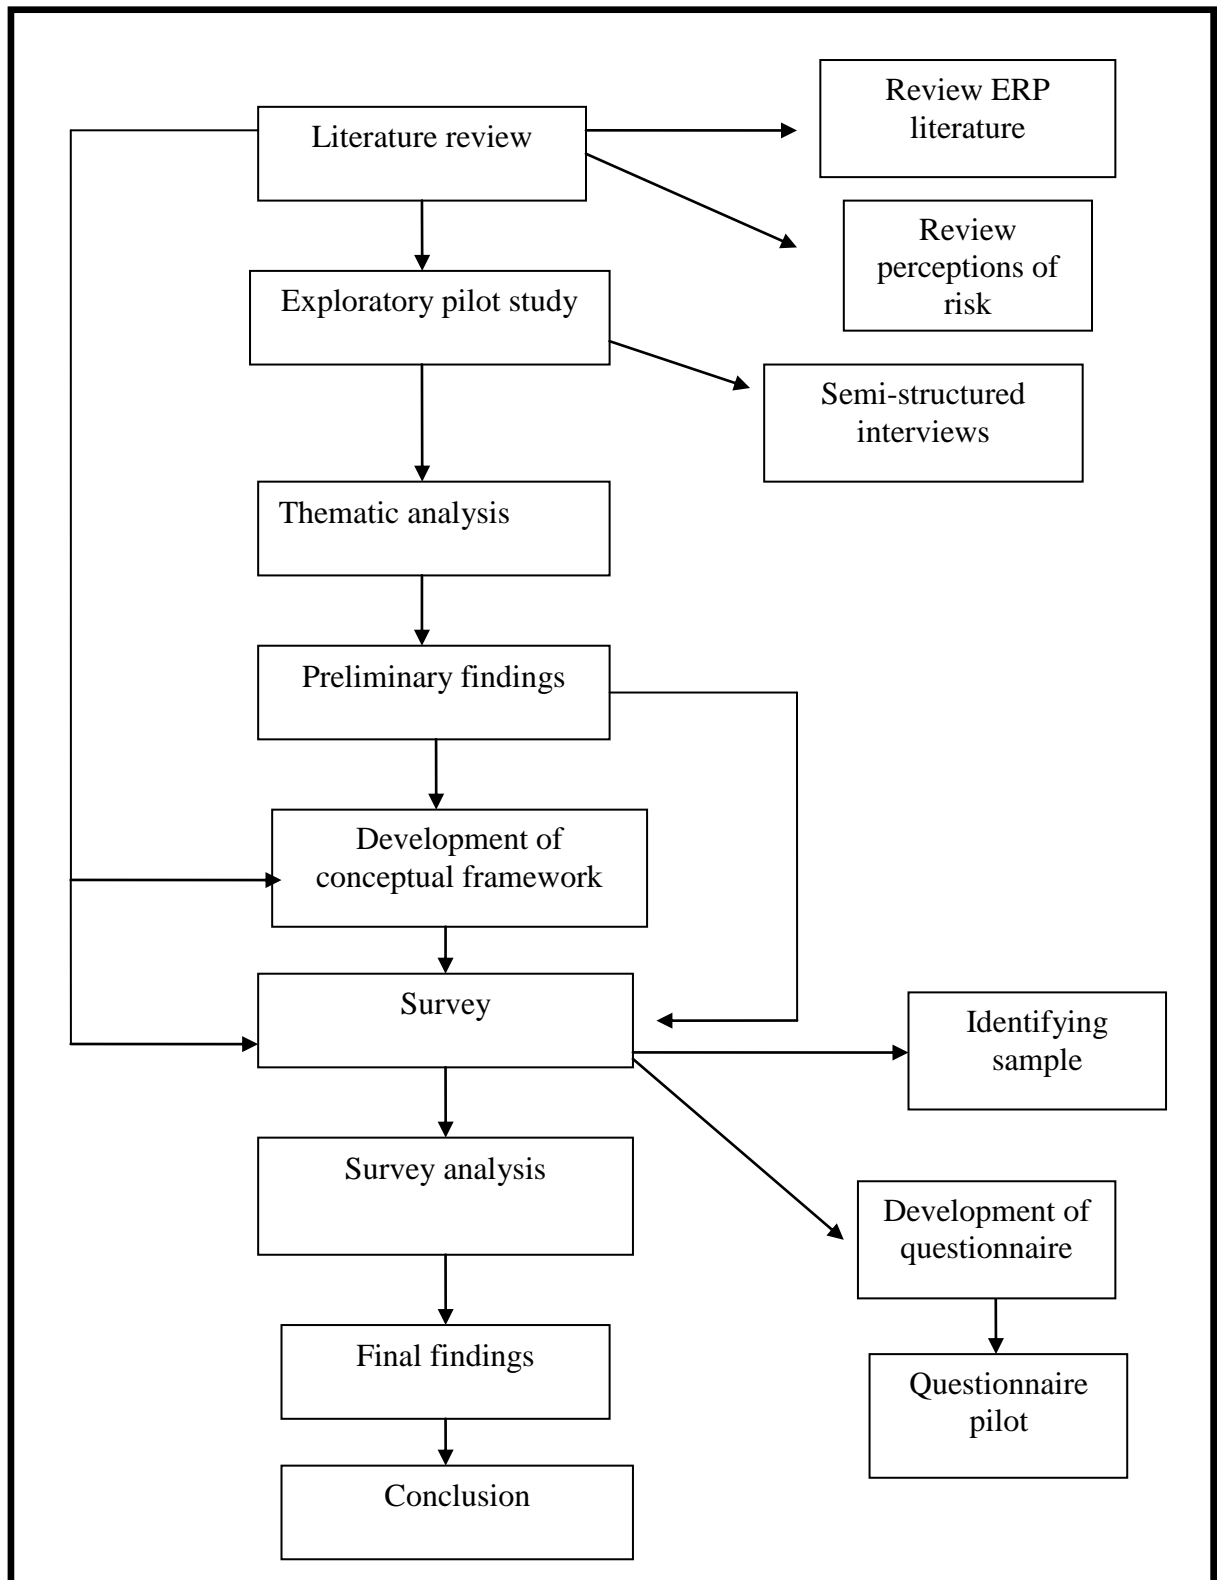 Literature review
Review ERP
literature
Review
perceptions of
risk
Exploratory pilot study
Semi-structured
interviews
Thematic analysis
Preliminary findings
Development of
conceptual framework
Survey
Identifying
sample
Survey analysis
Development of
questionnaire
Final findings
Questionnaire
pilot
Conclusion